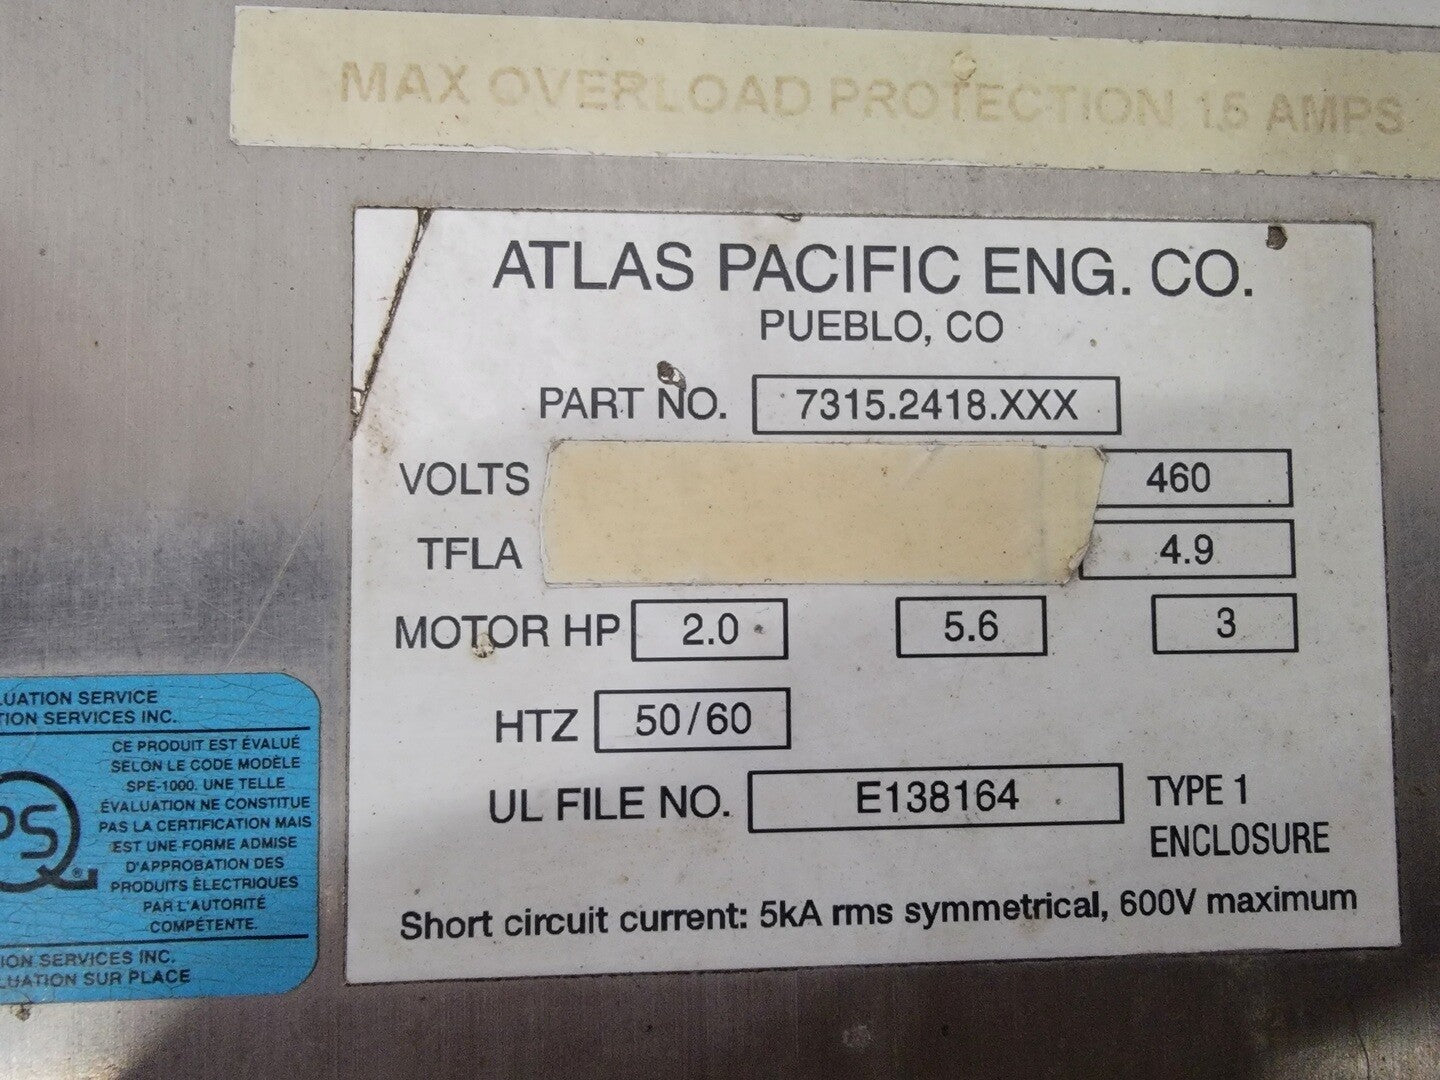 MAX OVERLOAD PROTECTION 15 AMPS
ATLAS PACIFIC ENG. CO.
PUEBLO, CO
PART NO. 7315.2418.XXX
VOLTS 460
TFLA 4.9
MOTOR HP 2.0 5.6 3
HTZ 50/60
UL FILE NO. E138164 TYPE 1
ENCLOSURE
Short circuit current: 5kA rms symmetrical, 600V maximum
LUATION SERVICE
TION SERVICES INC.
CE PRODUIT EST ÉVALUÉ
SELON LE CODE MODÈLE
SPE-1000. UNE TELLE
ÉVALUATION NE CONSTITUE
PAS LA CERTIFICATION MAIS
EST UNE FORME ADMISE
D'APPROBATION DES
PRODUITS ÉLECTRIQUES
PAR L'AUTORITÉ
COMPÉTENTE.
PS
ION SERVICES INC.
LUATION SUR PLACE